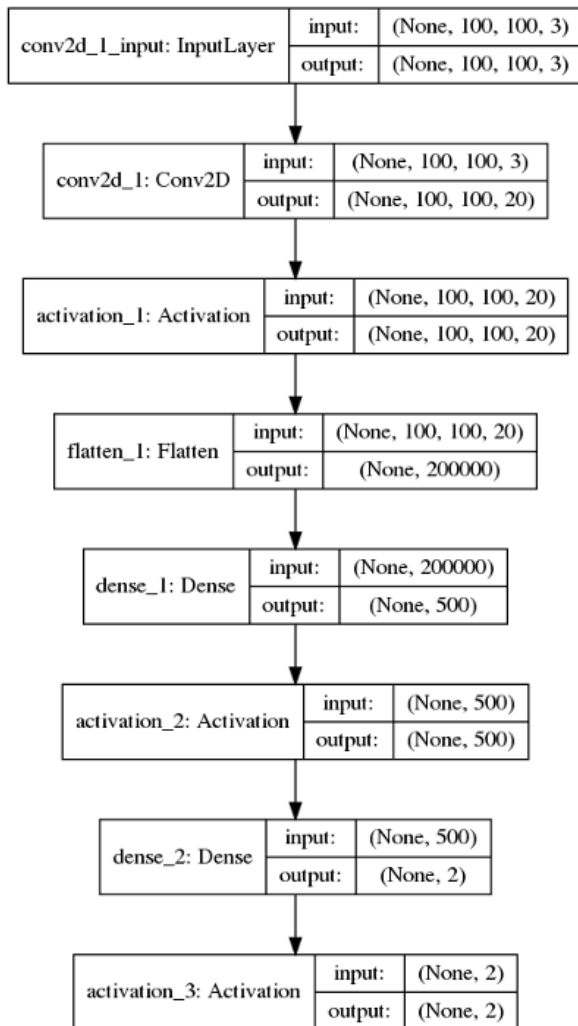 conv2d_1_input: InputLayer
input: (None, 100, 100, 3)
output: (None, 100, 100, 3)
conv2d_1: Conv2D
input: (None, 100, 100, 3)
output: (None, 100, 100, 20)
activation_1: Activation
input: (None, 100, 100, 20)
output: (None, 100, 100, 20)
flatten_1: Flatten
input: (None, 100, 100, 20)
output: (None, 200000)
dense_1: Dense
input: (None, 200000)
output: (None, 500)
activation_2: Activation
input: (None, 500)
output: (None, 500)
dense_2: Dense
input: (None, 500)
output: (None, 2)
activation_3: Activation
input: (None, 2)
output: (None, 2)